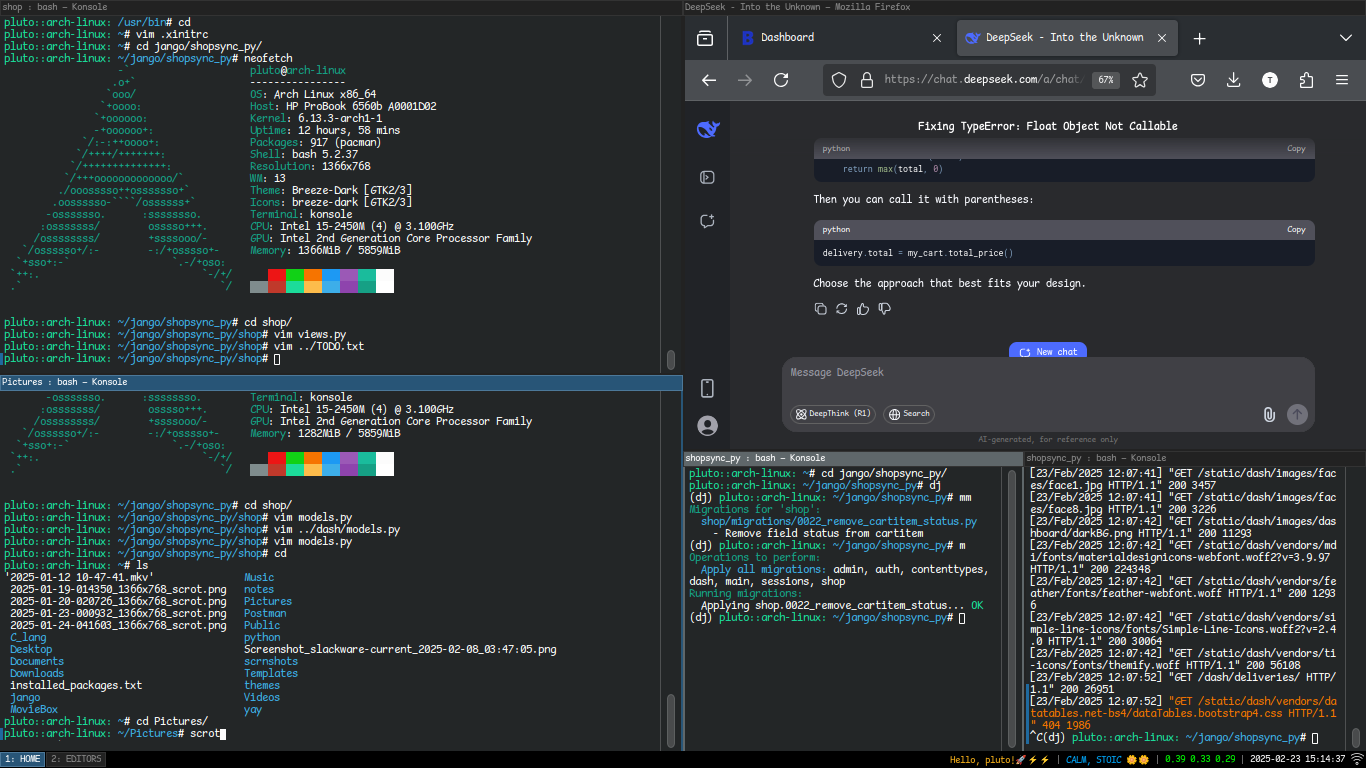 shop : bash — Konsole
pluto::arch-linux: /usr/bin# cd
pluto::arch-linux: ~# vim .xinitrc
pluto::arch-linux: ~# cd jango/shopsync_py/
pluto::arch-linux: ~/jango/shopsync_py# neofetch
pluto@arch-linux
----------------
OS: Arch Linux x86_64
Host: HP ProBook 6560b A0001D02
Kernel: 6.13.3-arch1-1
Uptime: 12 hours, 58 mins
Packages: 917 (pacman)
Shell: bash 5.2.37
Resolution: 1366x768
WM: i3
Theme: Breeze-Dark [GTK2/3]
Icons: breeze-dark [GTK2/3]
Terminal: konsole
CPU: Intel i5-2450M (4) @ 3.100GHz
GPU: Intel 2nd Generation Core Processor Family
Memory: 1366MiB / 5859MiB
pluto::arch-linux: ~/jango/shopsync_py# cd shop/
pluto::arch-linux: ~/jango/shopsync_py/shop# vim views.py
pluto::arch-linux: ~/jango/shopsync_py/shop# vim ../TODO.txt
pluto::arch-linux: ~/jango/shopsync_py/shop#
Pictures : bash — Konsole
Terminal: konsole
CPU: Intel i5-2450M (4) @ 3.100GHz
GPU: Intel 2nd Generation Core Processor Family
Memory: 1282MiB / 5859MiB
pluto::arch-linux: ~/jango/shopsync_py# cd shop/
pluto::arch-linux: ~/jango/shopsync_py/shop# vim models.py
pluto::arch-linux: ~/jango/shopsync_py/shop# vim ../dash/models.py
pluto::arch-linux: ~/jango/shopsync_py/shop# vim models.py
pluto::arch-linux: ~/jango/shopsync_py/shop# cd
pluto::arch-linux: ~# ls
'2025-01-12 10-47-41.mkv' Music
2025-01-19-014350_1366x768_scrot.png notes
2025-01-20-020726_1366x768_scrot.png Pictures
2025-01-23-000932_1366x768_scrot.png Postman
2025-01-24-041603_1366x768_scrot.png Public
C_lang python
Desktop Screenshot_slackware-current_2025-02-08_03:47:05.png
Documents scrnshots
Downloads Templates
installed_packages.txt themes
jango Videos
MovieBox yay
pluto::arch-linux: ~# cd Pictures/
pluto::arch-linux: ~/Pictures# scrot
DeepSeek - Into the Unknown — Mozilla Firefox
Dashboard
DeepSeek - Into the Unknown
https://chat.deepseek.com/a/chat/
67%
T
Fixing TypeError: Float Object Not Callable
python Copy
return max(total, 0)
Then you can call it with parentheses:
python Copy
delivery.total = my_cart.total_price()
Choose the approach that best fits your design.
New chat
Message DeepSeek
DeepThink (R1) Search
AI-generated, for reference only
shopsync_py : bash — Konsole
pluto::arch-linux: ~# cd jango/shopsync_py/
pluto::arch-linux: ~/jango/shopsync_py# dj
(dj) pluto::arch-linux: ~/jango/shopsync_py# mm
Migrations for 'shop':
shop/migrations/0022_remove_cartitem_status.py
- Remove field status from cartitem
(dj) pluto::arch-linux: ~/jango/shopsync_py# m
Operations to perform:
Apply all migrations: admin, auth, contenttypes,
dash, main, sessions, shop
Running migrations:
Applying shop.0022_remove_cartitem_status... OK
(dj) pluto::arch-linux: ~/jango/shopsync_py#
shopsync_py : bash — Konsole
[23/Feb/2025 12:07:41] "GET /static/dash/images/fac
es/face1.jpg HTTP/1.1" 200 3457
[23/Feb/2025 12:07:41] "GET /static/dash/images/fac
es/face8.jpg HTTP/1.1" 200 3226
[23/Feb/2025 12:07:42] "GET /static/dash/images/das
hboard/darkBG.png HTTP/1.1" 200 11293
[23/Feb/2025 12:07:42] "GET /static/dash/vendors/md
i/fonts/materialdesignicons-webfont.woff2?v=3.9.97
HTTP/1.1" 200 224348
[23/Feb/2025 12:07:42] "GET /static/dash/vendors/fe
ather/fonts/feather-webfont.woff HTTP/1.1" 200 1293
6
[23/Feb/2025 12:07:42] "GET /static/dash/vendors/si
mple-line-icons/fonts/Simple-Line-Icons.woff2?v=2.4
.0 HTTP/1.1" 200 30064
[23/Feb/2025 12:07:42] "GET /static/dash/vendors/ti
-icons/fonts/themify.woff HTTP/1.1" 200 56108
[23/Feb/2025 12:07:52] "GET /dash/deliveries/ HTTP/
1.1" 200 26951
[23/Feb/2025 12:07:52] "GET /static/dash/vendors/da
tatables.net-bs4/dataTables.bootstrap4.css HTTP/1.1
" 404 1986
^C(dj) pluto::arch-linux: ~/jango/shopsync_py#
1: HOME 2: EDITORS
Hello, pluto!🚀⚡⚡ | CALM, STOIC 🌼🌼 | 0.39 0.33 0.29 | 2025-02-23 15:14:37